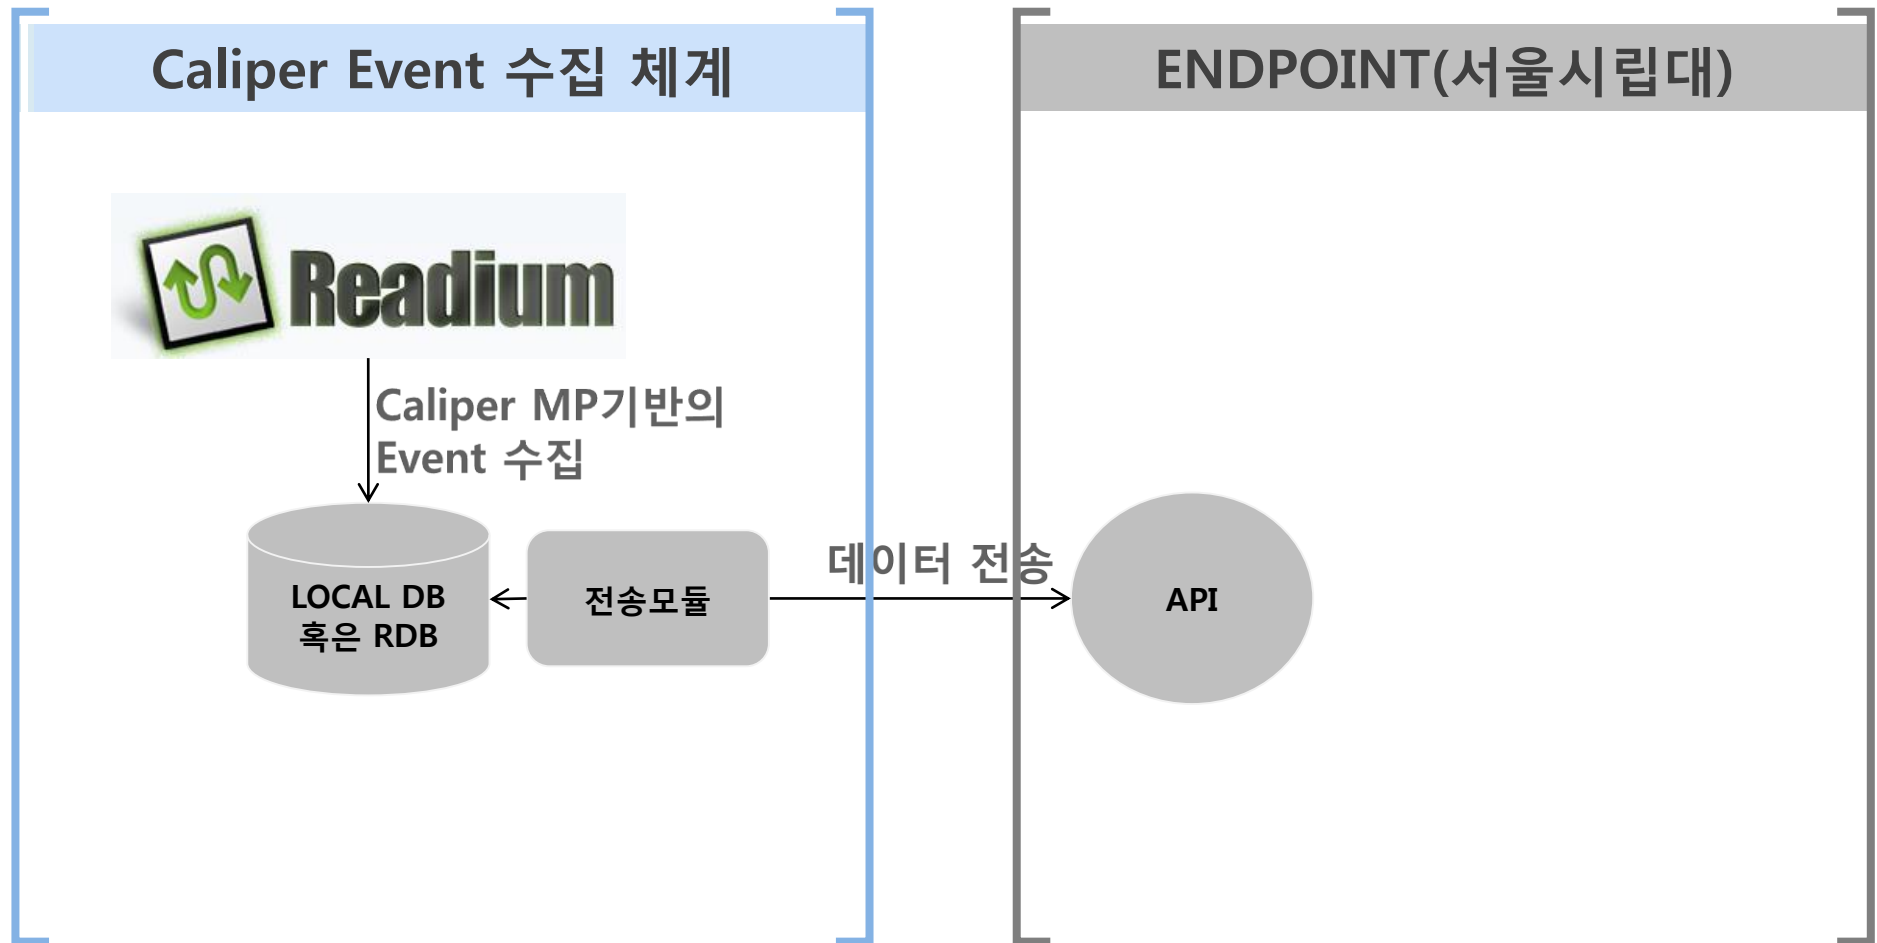 Caliper Event 수집 체계
ENDPOINT(서울시립대)
Readium
Caliper MP기반의
Event 수집
데이터 전송
LOCAL DB
혹은 RDB
전송모듈
API